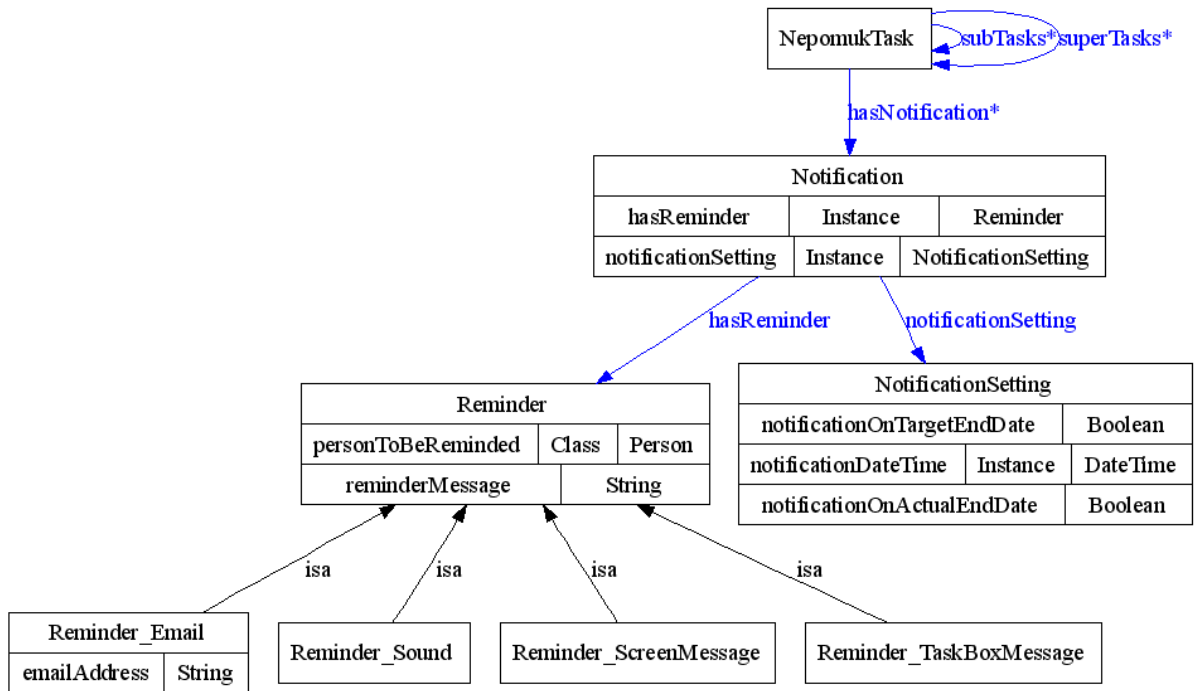 NepomukTask
subTasks* superTasks*
hasNotification*
Notification
hasReminder Instance Reminder
notificationSetting Instance NotificationSetting
hasReminder notificationSetting
NotificationSetting
Reminder
notificationOnTargetEndDate Boolean
personToBeReminded Class Person
notificationDateTime Instance DateTime
reminderMessage String
notificationOnActualEndDate Boolean
isa isa isa isa
Reminder_Email
Reminder_Sound Reminder_ScreenMessage Reminder_TaskBoxMessage
emailAddress String